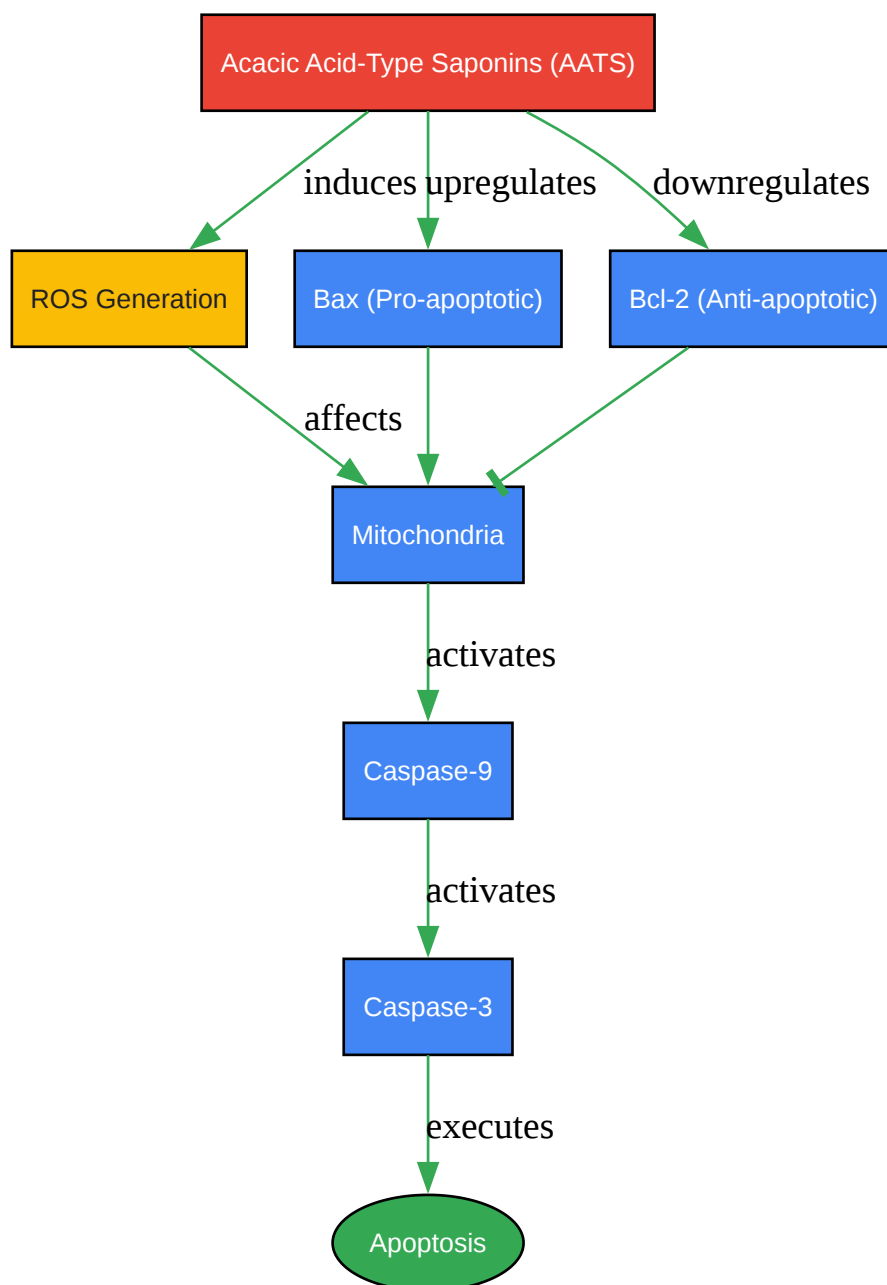 Acacic Acid-Type Saponins (AATS)
induces
upregulates
downregulates
ROS Generation
Bax (Pro-apoptotic)
Bcl-2 (Anti-apoptotic)
affects
Mitochondria
activates
Caspase-9
activates
Caspase-3
executes
Apoptosis